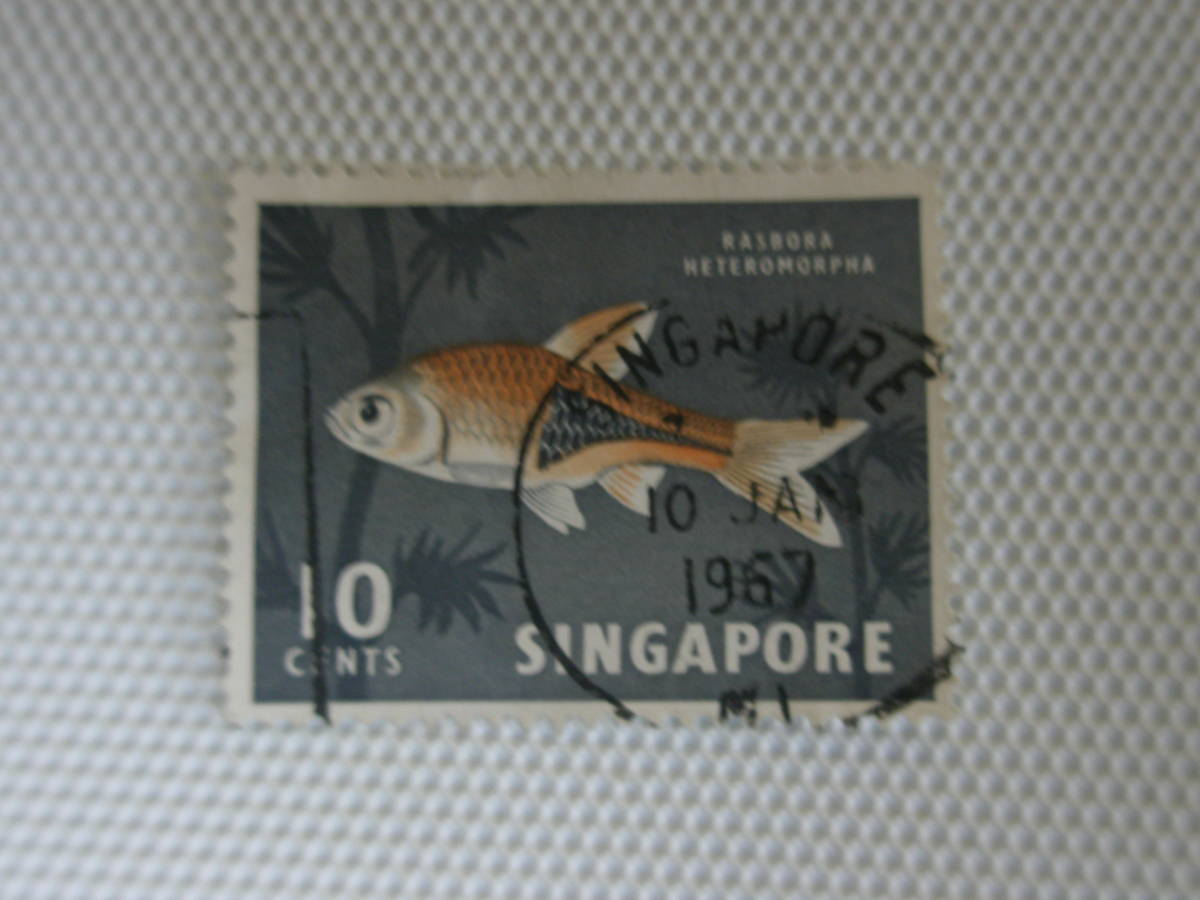 RASBORA
HETEROMORPHA
INGAPORE
10 JAN
1967
10
CENTS
SINGAPORE